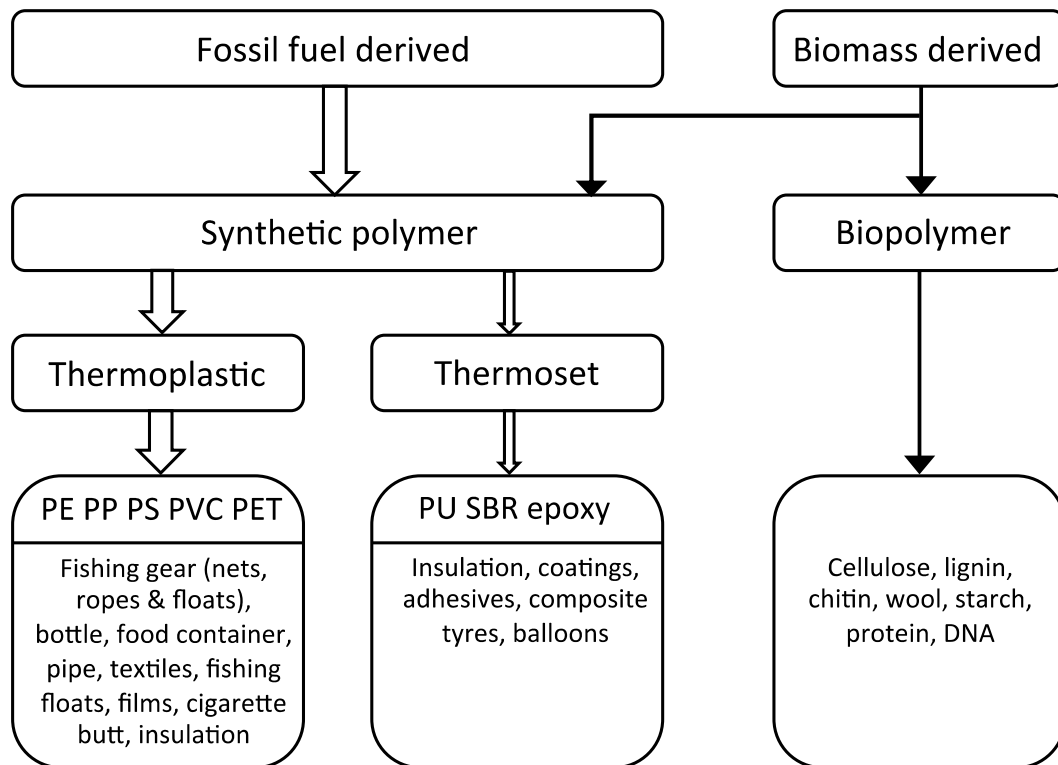 Fossil fuel derived
Biomass derived
Synthetic polymer
Biopolymer
Thermoplastic
Thermoset
PE PP PS PVC PET
Fishing gear (nets,
ropes & floats),
bottle, food container,
pipe, textiles, fishing
floats, films, cigarette
butt, insulation
PU SBR epoxy
Insulation, coatings,
adhesives, composite
tyres, balloons
Cellulose, lignin,
chitin, wool, starch,
protein, DNA